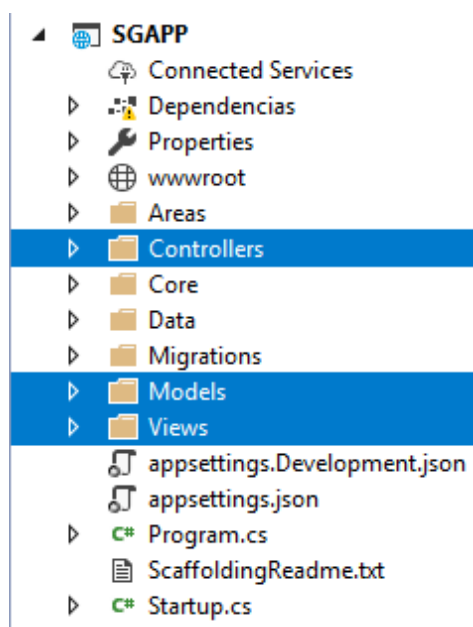 SGAPP
Connected Services
Dependencias
Properties
wwwroot
Areas
Controllers
Core
Data
Migrations
Models
Views
appsettings.Development.json
appsettings.json
C# Program.cs
ScaffoldingReadme.txt
C# Startup.cs